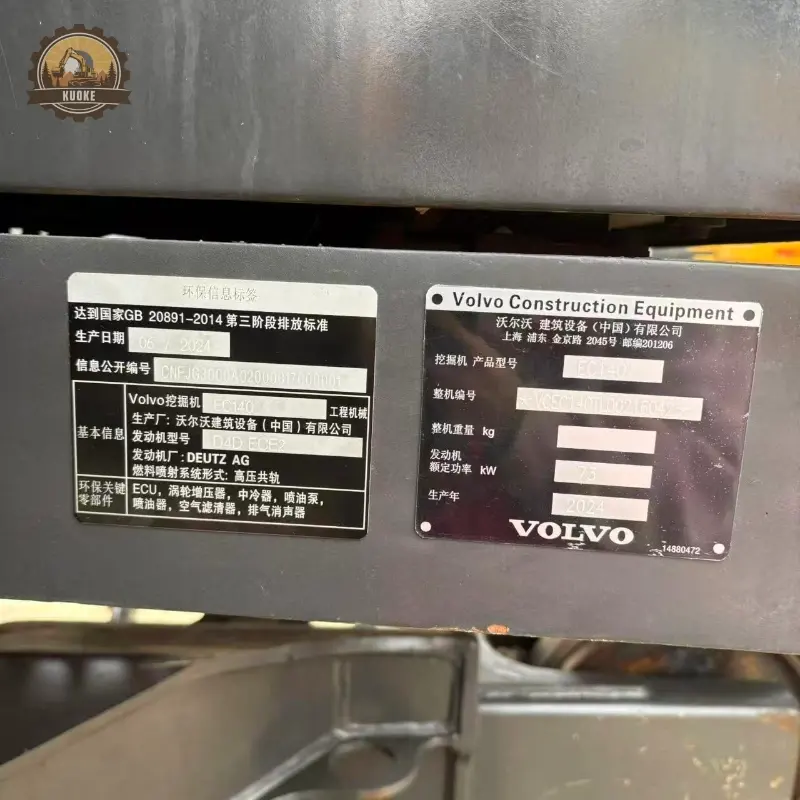 KUOKE
环保信息标签
达到国家GB 20891-2014 第三阶段排放标准
生产日期 06 / 2024
信息公开编号
Volvo挖掘机 EC140 工程机械
生产厂: 沃尔沃建筑设备(中国)有限公司
基本信息 发动机型号 D4D ECE2
发动机厂: DEUTZ AG
燃料喷射系统形式: 高压共轨
环保关键零部件 ECU, 涡轮增压器, 中冷器, 喷油泵,
喷油器, 空气滤清器, 排气消声器
Volvo Construction Equipment
沃尔沃 建筑设备(中国)有限公司
上海 浦东 金京路 2045号 邮编201206
挖掘机 产品型号 EC140
整机编号
整机重量 kg
发动机
额定功率 kW 73
生产年 2024
VOLVO
14880472